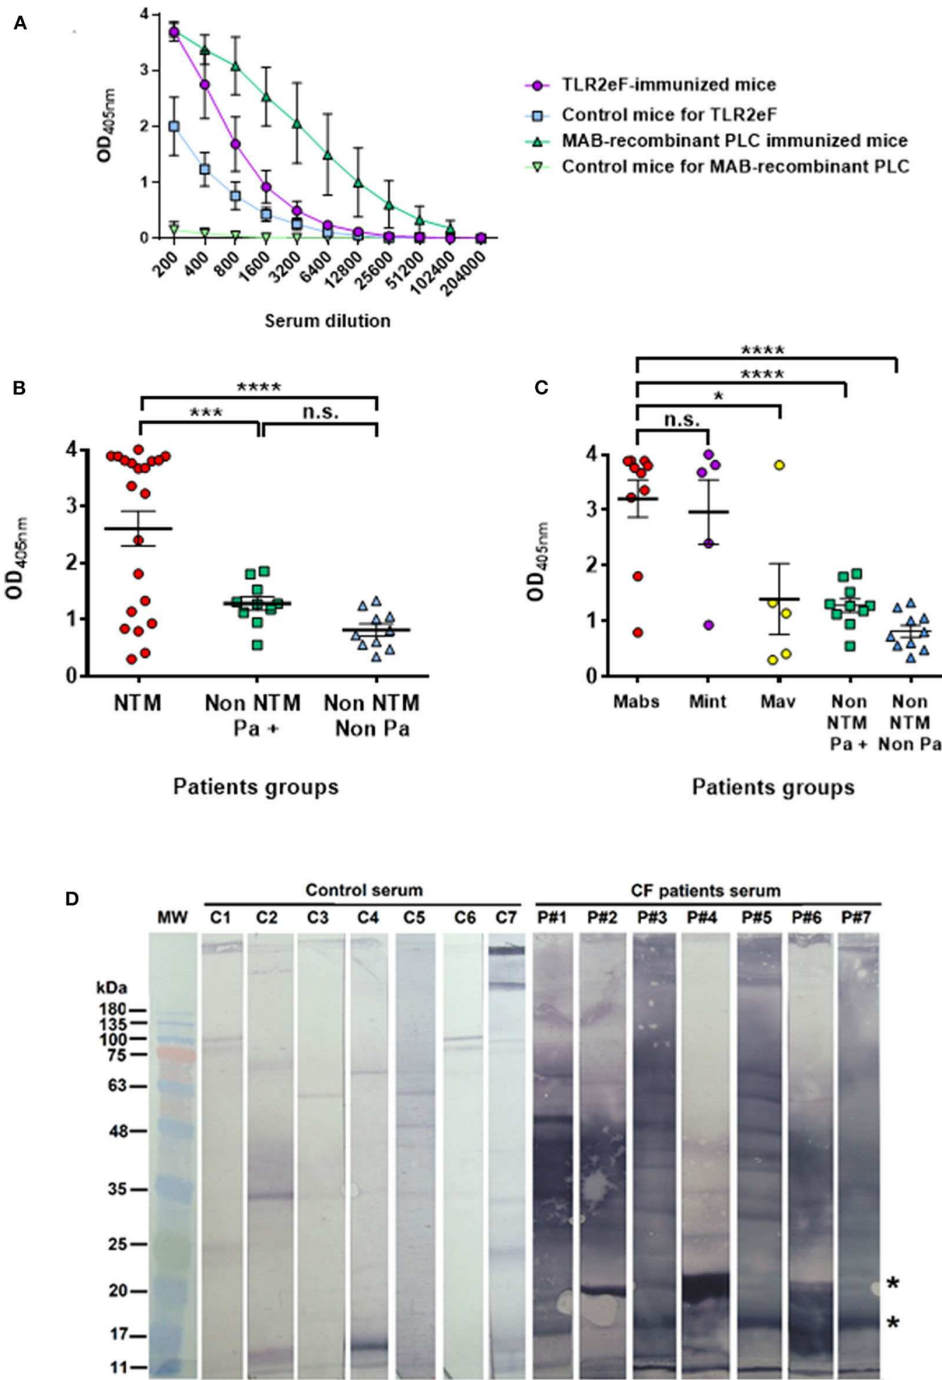 A
4
3
2
1
0
OD405nm
200 400 800 1600 3200 6400 12800 25600 51200 102400 204000
Serum dilution
TLR2eF-immunized mice
Control mice for TLR2eF
MAB-recombinant PLC immunized mice
Control mice for MAB-recombinant PLC
B
****
*** n.s.
4
3
2
1
0
OD405nm
NTM Non NTM Non NTM
Pa + Non Pa
Patients groups
C
****
****
*
n.s.
4
3
2
1
0
OD405nm
Mabs Mint Mav Non Non
NTM NTM
Pa + Non Pa
Patients groups
D
Control serum CF patients serum
MW C1 C2 C3 C4 C5 C6 C7 P#1 P#2 P#3 P#4 P#5 P#6 P#7
kDa
180
135
100
75
63
48
35
25
20 *
17 *
11